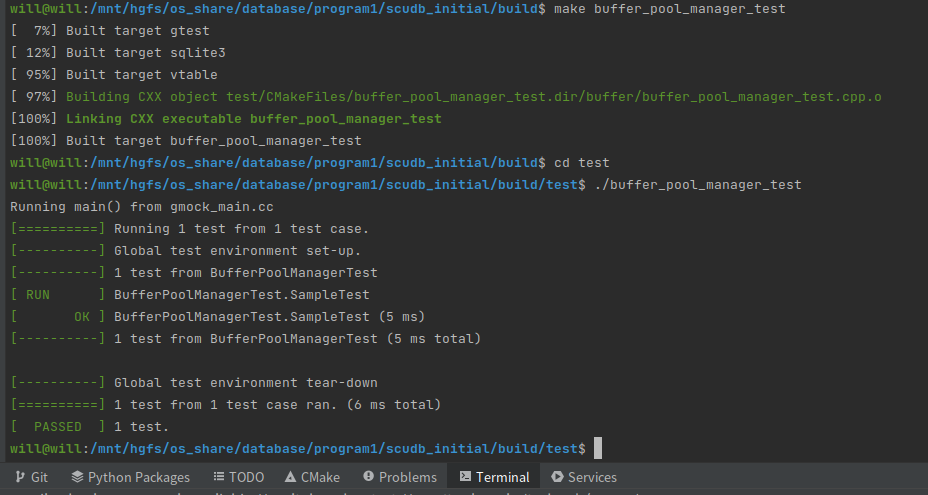 will@will:/mnt/hgfs/os_share/database/program1/scudb_initial/build$ make buffer_pool_manager_test
[  7%] Built target gtest
[ 12%] Built target sqlite3
[ 95%] Built target vtable
[ 97%] Building CXX object test/CMakeFiles/buffer_pool_manager_test.dir/buffer/buffer_pool_manager_test.cpp.o
[100%] Linking CXX executable buffer_pool_manager_test
[100%] Built target buffer_pool_manager_test
will@will:/mnt/hgfs/os_share/database/program1/scudb_initial/build$ cd test
will@will:/mnt/hgfs/os_share/database/program1/scudb_initial/build/test$ ./buffer_pool_manager_test
Running main() from gmock_main.cc
[==========] Running 1 test from 1 test case.
[----------] Global test environment set-up.
[----------] 1 test from BufferPoolManagerTest
[ RUN      ] BufferPoolManagerTest.SampleTest
[       OK ] BufferPoolManagerTest.SampleTest (5 ms)
[----------] 1 test from BufferPoolManagerTest (5 ms total)
[----------] Global test environment tear-down
[==========] 1 test from 1 test case ran. (6 ms total)
[  PASSED  ] 1 test.
will@will:/mnt/hgfs/os_share/database/program1/scudb_initial/build/test$
Git Python Packages TODO CMake Problems Terminal Services